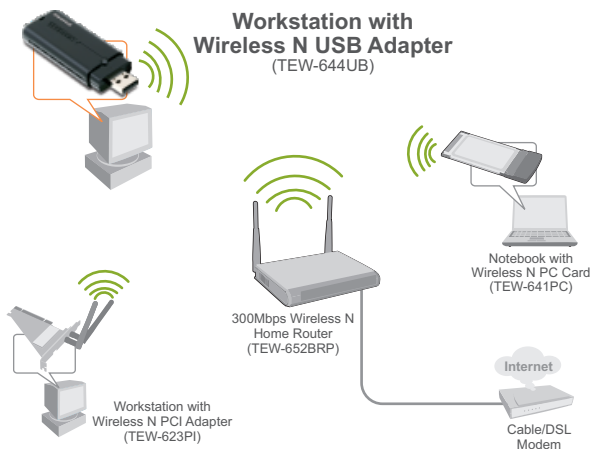 Workstation with
Wireless N USB Adapter
(TEW-644UB)
Notebook with
Wireless N PC Card
(TEW-641PC)
300Mbps Wireless N
Home Router
(TEW-652BRP)
Internet
Workstation with
Wireless N PCI Adapter
(TEW-623PI)
Cable/DSL
Modem